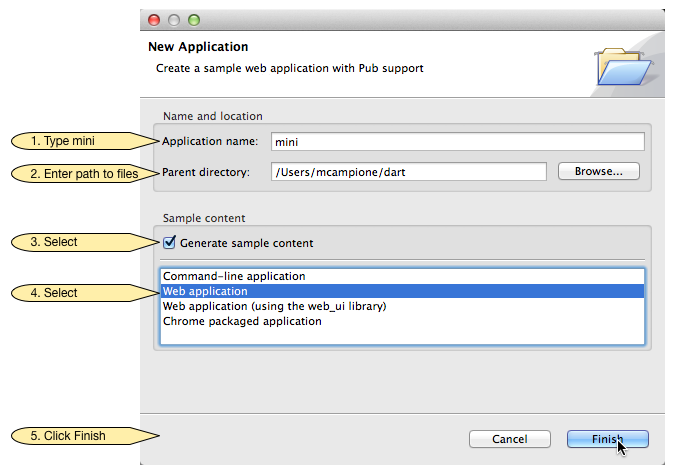 New Application
Create a sample web application with Pub support
Name and location
1. Type mini
Application name: mini
2. Enter path to files
Parent directory: /Users/mcampione/dart Browse...
Sample content
3. Select
Generate sample content
Command-line application
4. Select
Web application
Web application (using the web_ui library)
Chrome packaged application
5. Click Finish
Cancel Finish